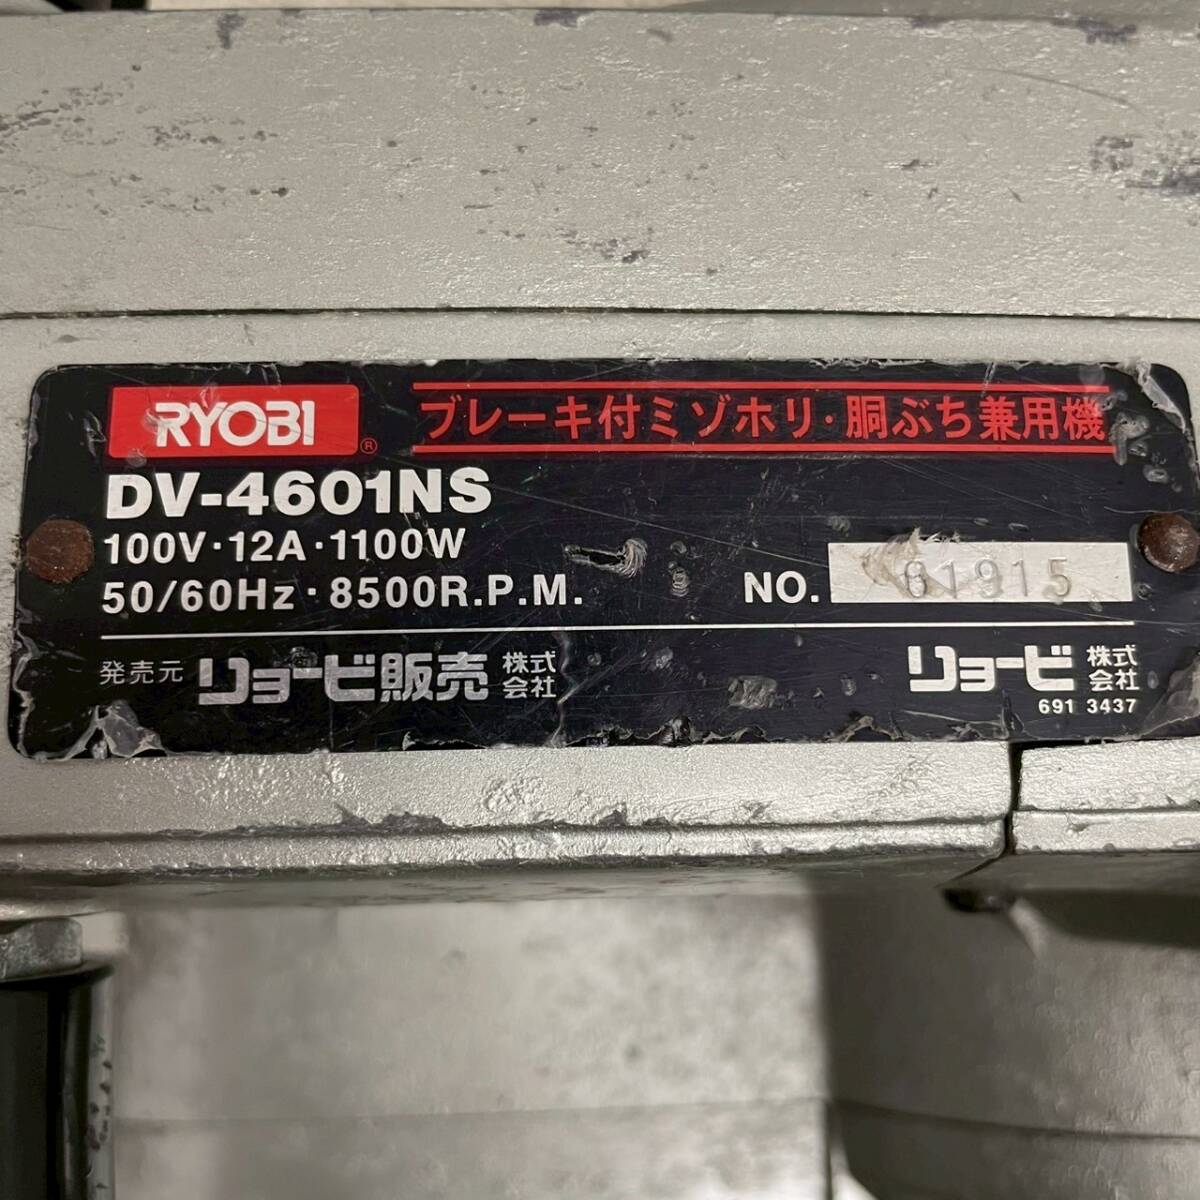 RYOBI®
ブレーキ付ミゾホリ・胴ぶち兼用機
DV-4601NS
100V・12A・1100W
50/60Hz・8500R.P.M.
NO. 61915
発売元 リョービ販売 株式会社
リョービ 株式会社
691 3437